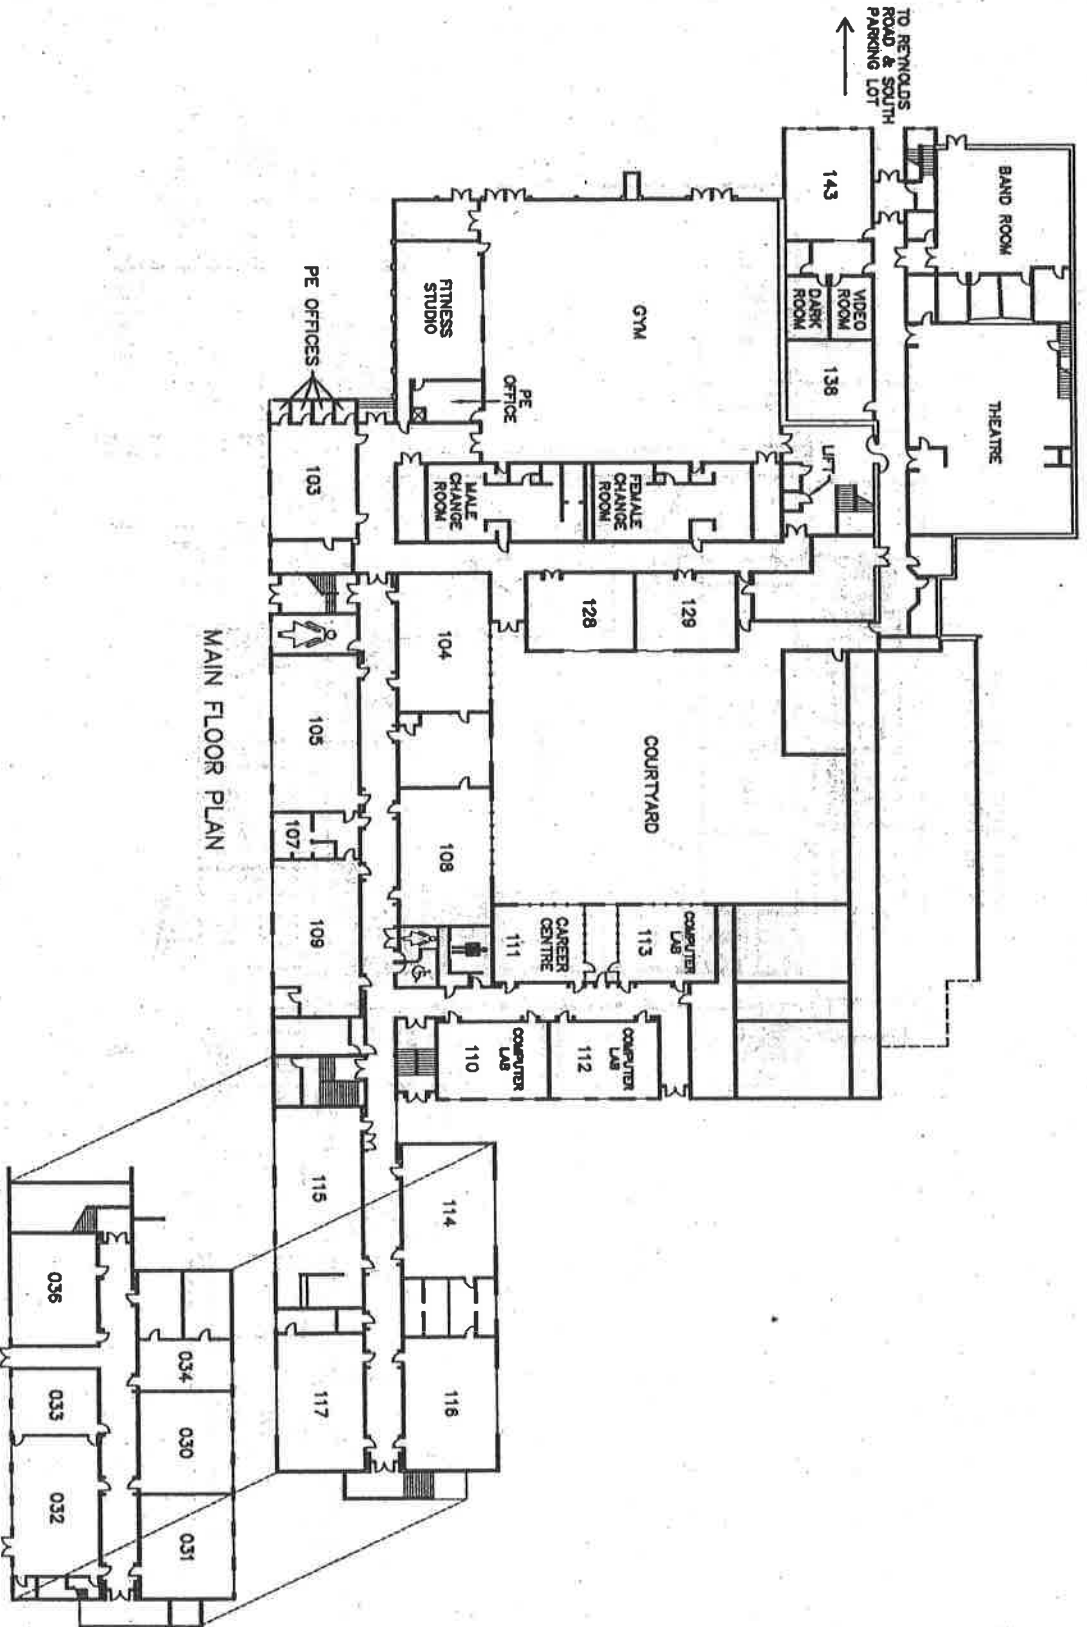 TO REYNOLDS
ROAD & SOUTH
PARKING LOT
BAND ROOM
THEATRE
143
VIDEO
ROOM
DARK
ROOM
138
LIFT
GYM
FITNESS
STUDIO
PE
OFFICE
PE OFFICES
103
MALE
CHANGE
ROOM
FEMALE
CHANGE
ROOM
104
128
129
105
107
108
109
COURTYARD
111
CAREER
CENTRE
113
COMPUTER
LAB
110
COMPUTER
LAB
112
COMPUTER
LAB
114
115
116
117
036
034
033
030
032
031
MAIN FLOOR PLAN